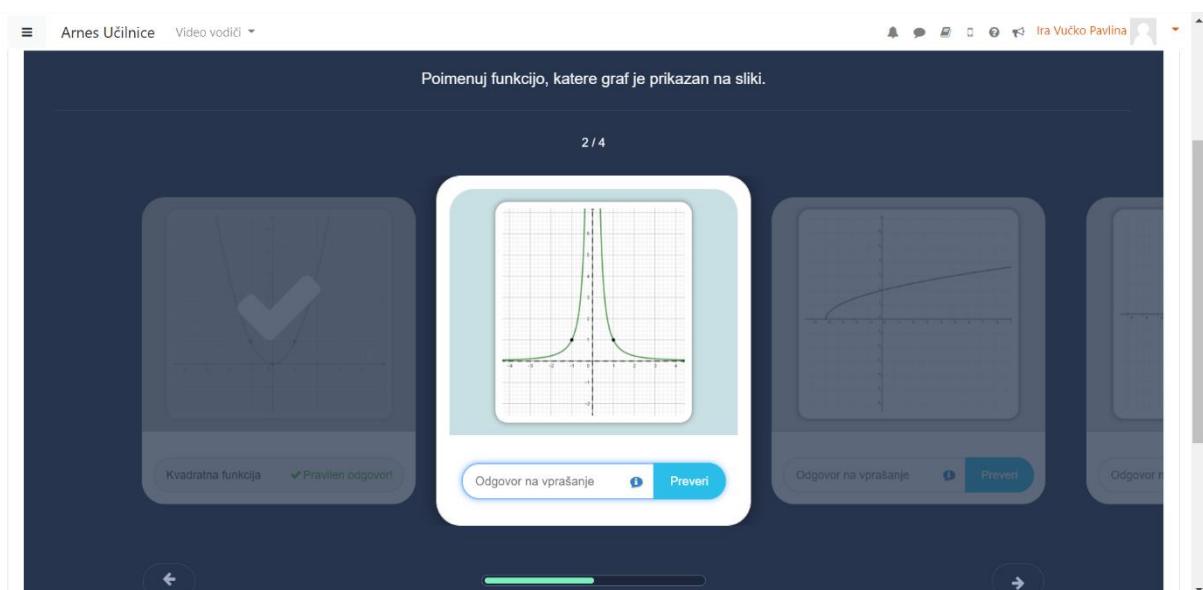 Arnes Učilnice Video vodiči Ira Vučko Pavlina
Poimenuj funkcijo, katere graf je prikazan na sliki.
2 / 4
Kvadratna funkcija Pravilen odgovor!
Odgovor na vprašanje Preveri
Odgovor na vprašanje Preveri
Odgovor